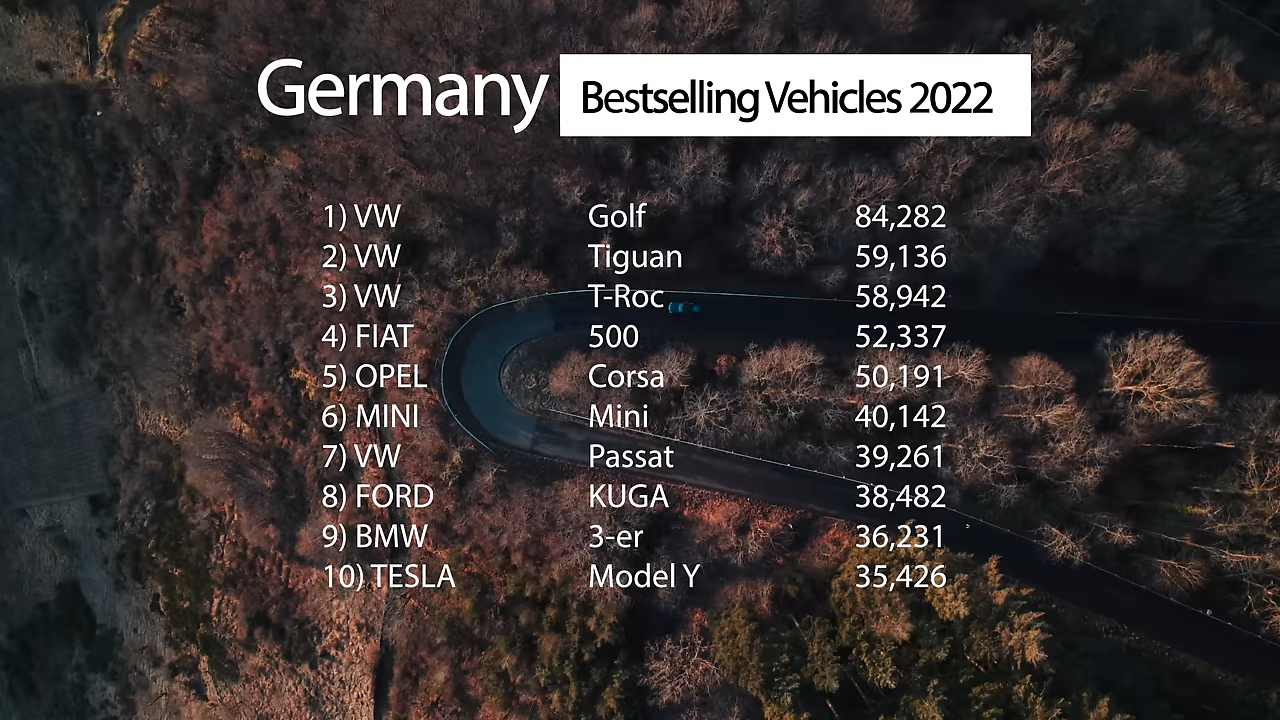 Germany Bestselling Vehicles 2022
1) VW Golf 84,282
2) VW Tiguan 59,136
3) VW T-Roc 58,942
4) FIAT 500 52,337
5) OPEL Corsa 50,191
6) MINI Mini 40,142
7) VW Passat 39,261
8) FORD KUGA 38,482
9) BMW 3-er 36,231
10) TESLA Model Y 35,426